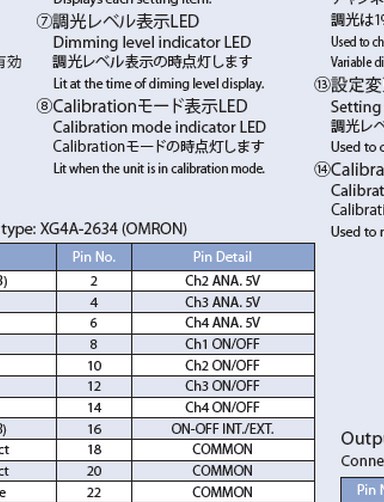 Displays each setting item.
⑦調光レベル表示LED
Dimming level indicator LED
有効
調光レベル表示の時点灯します
Lit at the time of diming level display.
⑧Calibrationモード表示LED
Calibration mode indicator LED
Calibrationモードの時点灯します
Lit when the unit is in calibration mode.
調光は19
Used to ch
Variable di
⑬設定変
Setting
調光レベ
Used to c
⑭Calibra
Calibrat
Calibrati
Used to r
type: XG4A-2634 (OMRON)
Pin No. Pin Detail
3) 2 Ch2 ANA. 5V
4 Ch3 ANA. 5V
6 Ch4 ANA. 5V
8 Ch1 ON/OFF
10 Ch2 ON/OFF
12 Ch3 ON/OFF
14 Ch4 ON/OFF
3) 16 ON-OFF INT./EXT.
ct 18 COMMON
ct 20 COMMON
e 22 COMMON
Outp
Conne
Pin N